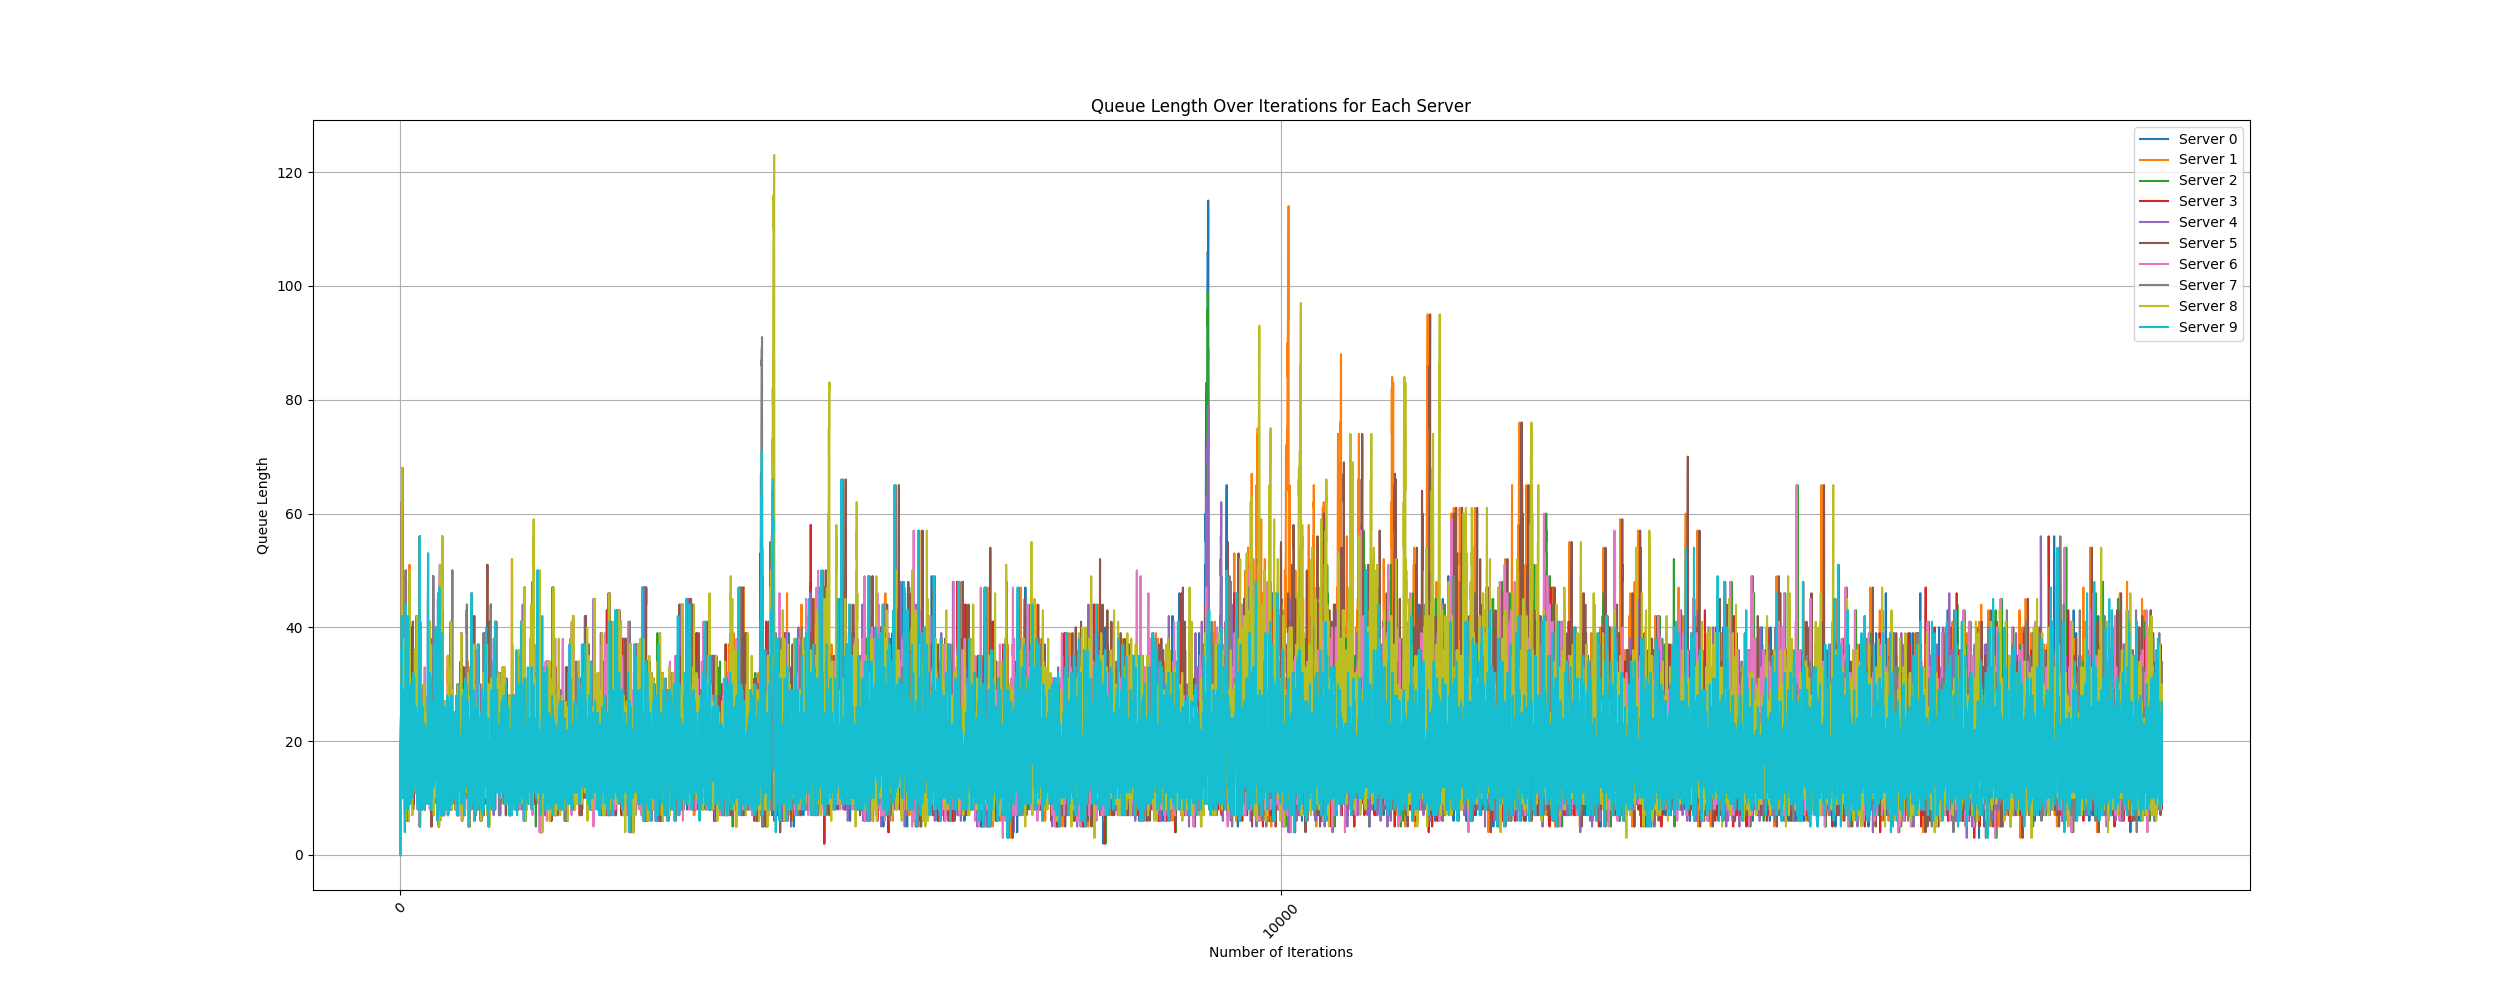 Queue Length Over Iterations for Each Server
120
100
80
60
40
20
0
Queue Length
0
10000
Number of Iterations
Server 0
Server 1
Server 2
Server 3
Server 4
Server 5
Server 6
Server 7
Server 8
Server 9